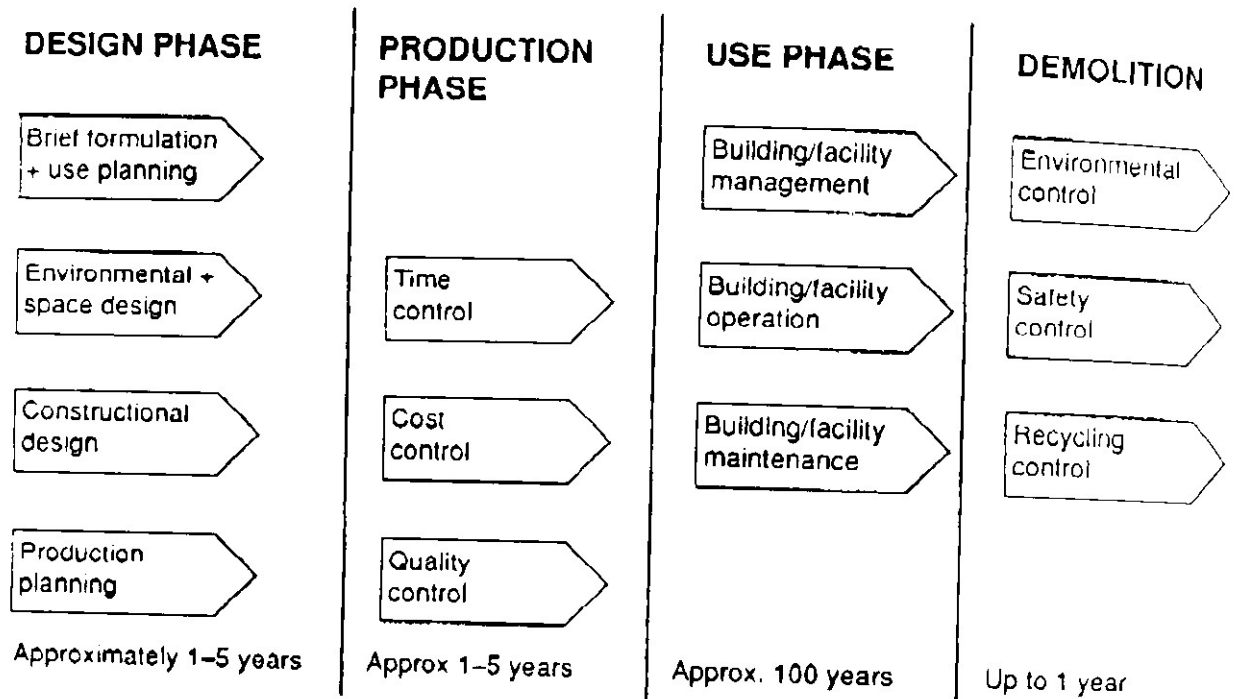 DESIGN PHASE
Brief formulation
+ use planning
Environmental +
space design
Constructional
design
Production
planning
Approximately 1–5 years
PRODUCTION
PHASE
Time
control
Cost
control
Quality
control
Approx 1–5 years
USE PHASE
Building/facility
management
Building/facility
operation
Building/facility
maintenance
Approx. 100 years
DEMOLITION
Environmental
control
Safety
control
Recycling
control
Up to 1 year